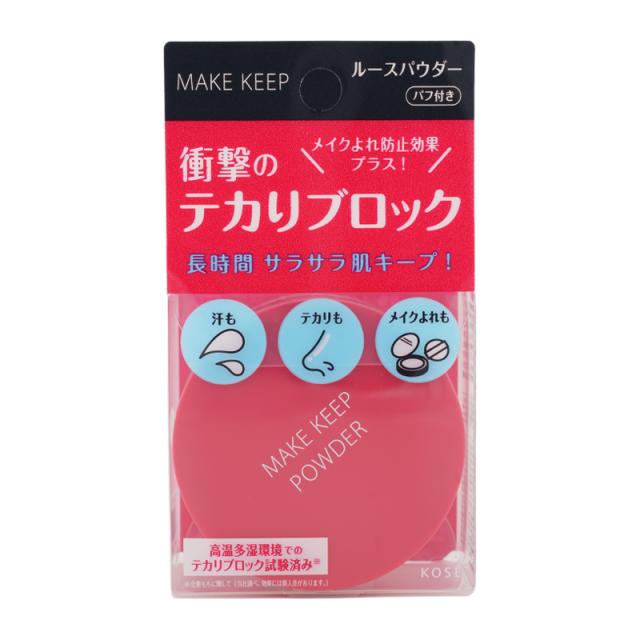 MAKE KEEP
ルースパウダー
パフ付き
メイクよれ防止効果
プラス！
衝撃の
テカりブロック
長時間 サラサラ肌キープ！
汗も
テカリも
メイクよれも
MAKE KEEP
POWDER
高温多湿環境での
テカりブロック試験済み※
KOSÉ